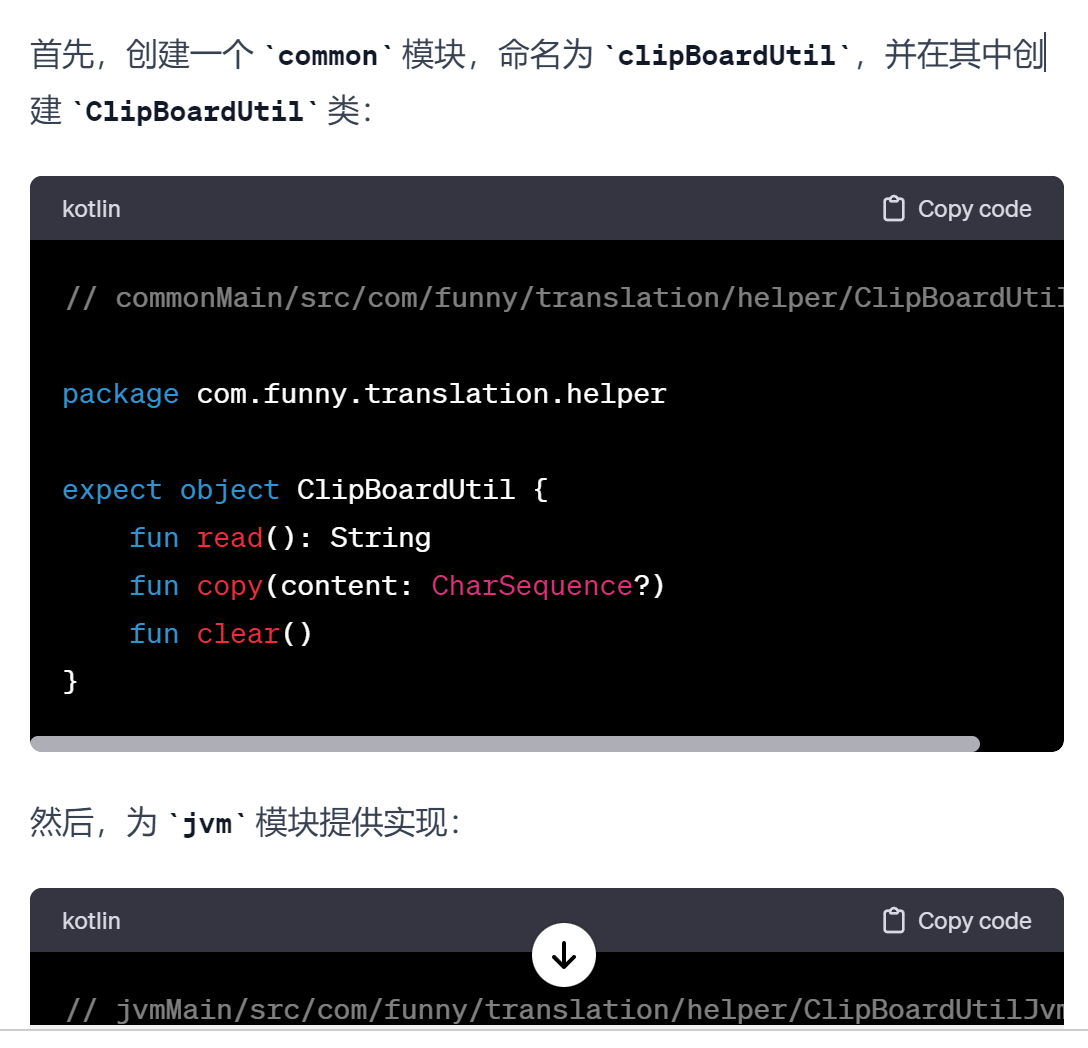 首先，创建一个 `common` 模块，命名为 `clipBoardUtil`，并在其中创
建 `ClipBoardUtil` 类：
kotlin
Copy code
// commonMain/src/com/funny/translation/helper/ClipBoardUtil
package com.funny.translation.helper
expect object ClipBoardUtil {
    fun read(): String
    fun copy(content: CharSequence?)
    fun clear()
}
然后，为 `jvm` 模块提供实现：
kotlin
Copy code
// jvmMain/src/com/funny/translation/helper/ClipBoardUtilJvm